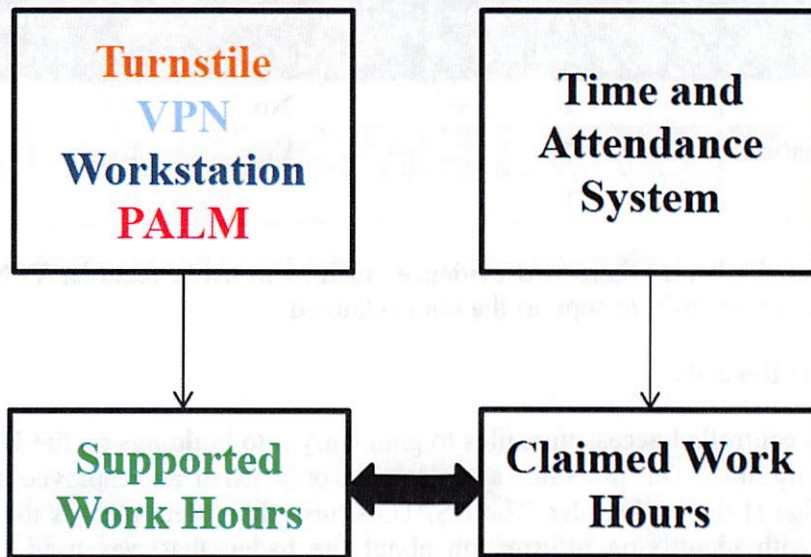 Turnstile
VPN
Workstation
PALM
Time and
Attendance
System
Supported
Work Hours
Claimed Work
Hours